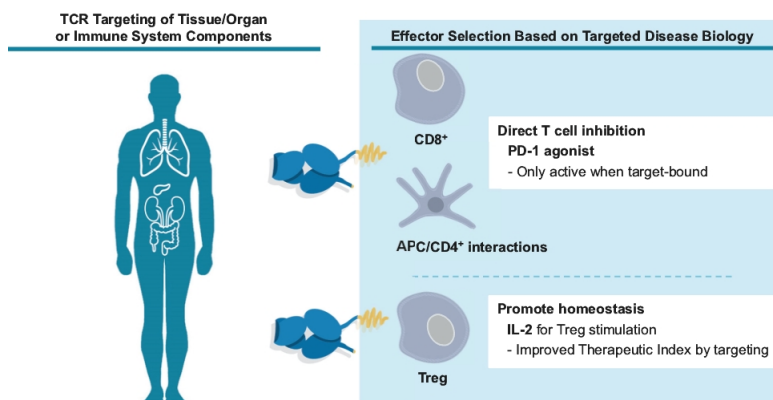 TCR Targeting of Tissue/Organ
or Immune System Components
Effector Selection Based on Targeted Disease Biology
CD8⁺
Direct T cell inhibition
PD-1 agonist
- Only active when target-bound
APC/CD4⁺ interactions
Promote homeostasis
IL-2 for Treg stimulation
- Improved Therapeutic Index by targeting
Treg